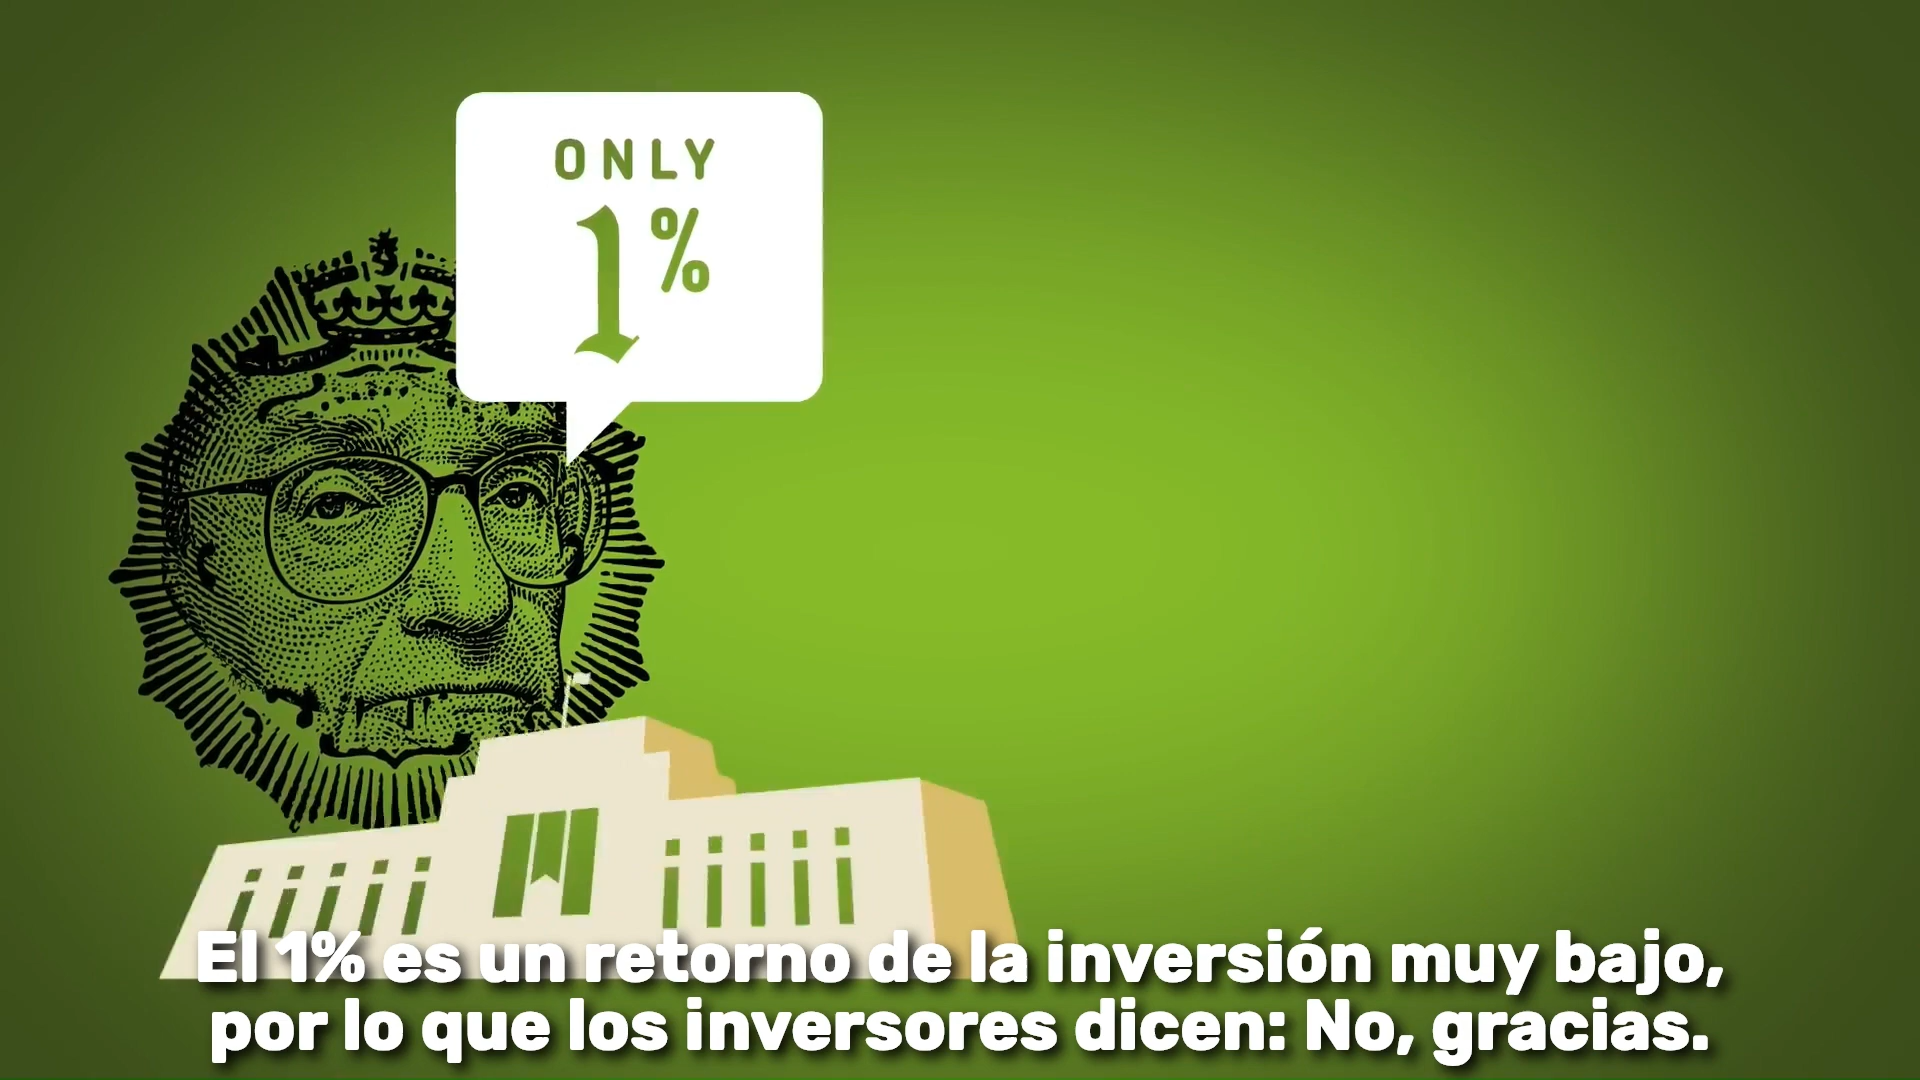 ONLY
1%
El 1% es un retorno de la inversión muy bajo,
por lo que los inversores dicen: No, gracias.